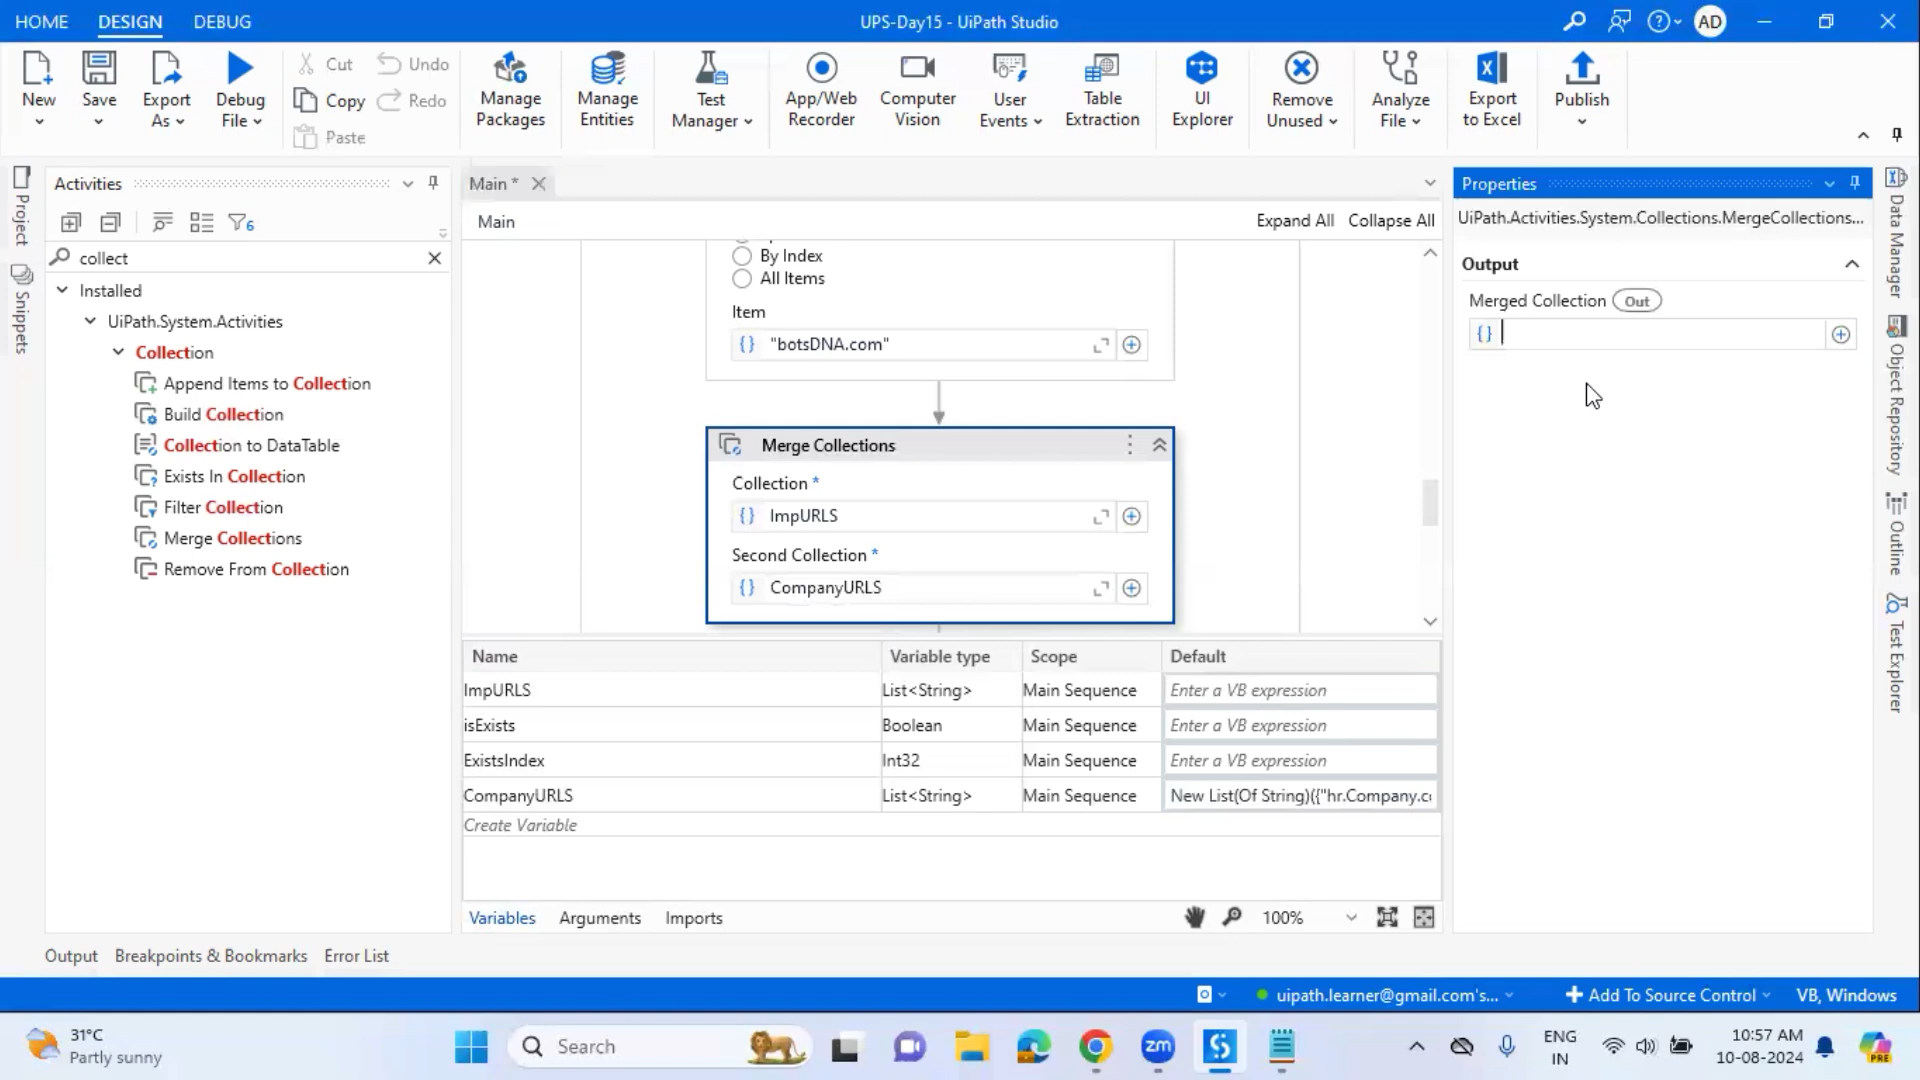 HOME DESIGN DEBUG UPS-Day15 - UiPath Studio AD
New Save Export As Debug File
Cut Undo
Copy Redo
Paste
Manage Packages
Manage Entities
Test Manager
App/Web Recorder
Computer Vision
User Events
Table Extraction
UI Explorer
Remove Unused
Analyze File
Export to Excel
Publish
Project
Snippets
Activities
6
collect
Installed
UiPath.System.Activities
Collection
Append Items to Collection
Build Collection
Collection to DataTable
Exists In Collection
Filter Collection
Merge Collections
Remove From Collection
Main *
Main Expand All Collapse All
By Index
All Items
Item
"botsDNA.com"
Merge Collections
Collection *
ImpURLS
Second Collection *
CompanyURLS
Name Variable type Scope Default
ImpURLS List<String> Main Sequence Enter a VB expression
isExists Boolean Main Sequence Enter a VB expression
ExistsIndex Int32 Main Sequence Enter a VB expression
CompanyURLS List<String> Main Sequence New List(Of String)({"hr.Company.c
Create Variable
Variables Arguments Imports 100%
Properties
UiPath.Activities.System.Collections.MergeCollections...
Output
Merged Collection Out
Data Manager
Object Repository
Outline
Test Explorer
Output Breakpoints & Bookmarks Error List
uipath.learner@gmail.com's... Add To Source Control VB, Windows
31°C
Partly sunny
Search
zm
ENG
IN
10:57 AM
10-08-2024
PRE